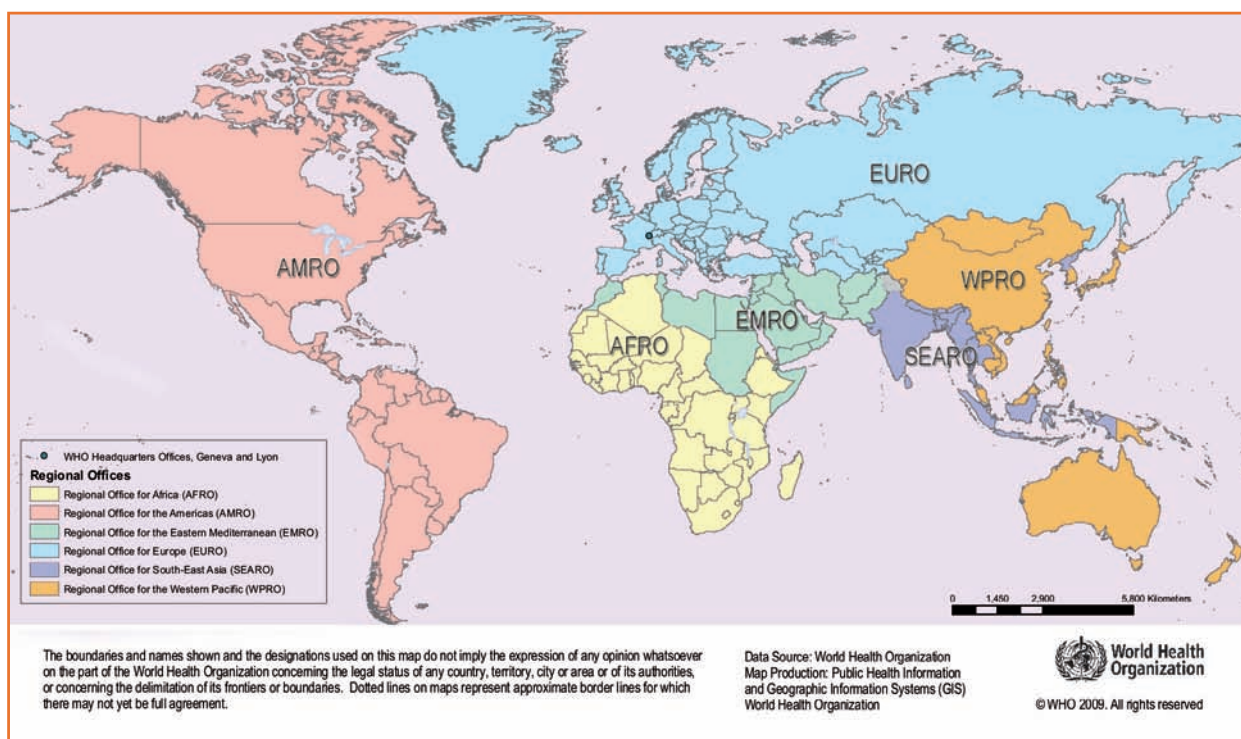 EURO
AMRO
WPRO
EMRO
AFRO
SEARO
WHO Headquarters Offices, Geneva and Lyon
Regional Offices
Regional Office for Africa (AFRO)
Regional Office for the Americas (AMRO)
Regional Office for the Eastern Mediterranean (EMRO)
Regional Office for Europe (EURO)
Regional Office for South-East Asia (SEARO)
Regional Office for the Western Pacific (WPRO)
0 1,450 2,900 5,800 Kilometers
The boundaries and names shown and the designations used on this map do not imply the expression of any opinion whatsoever
on the part of the World Health Organization concerning the legal status of any country, territory, city or area or of its authorities,
or concerning the delimitation of its frontiers or boundaries. Dotted lines on maps represent approximate border lines for which
there may not yet be full agreement.
Data Source: World Health Organization
Map Production: Public Health Information
and Geographic Information Systems (GIS)
World Health Organization
World Health
Organization
© WHO 2009. All rights reserved